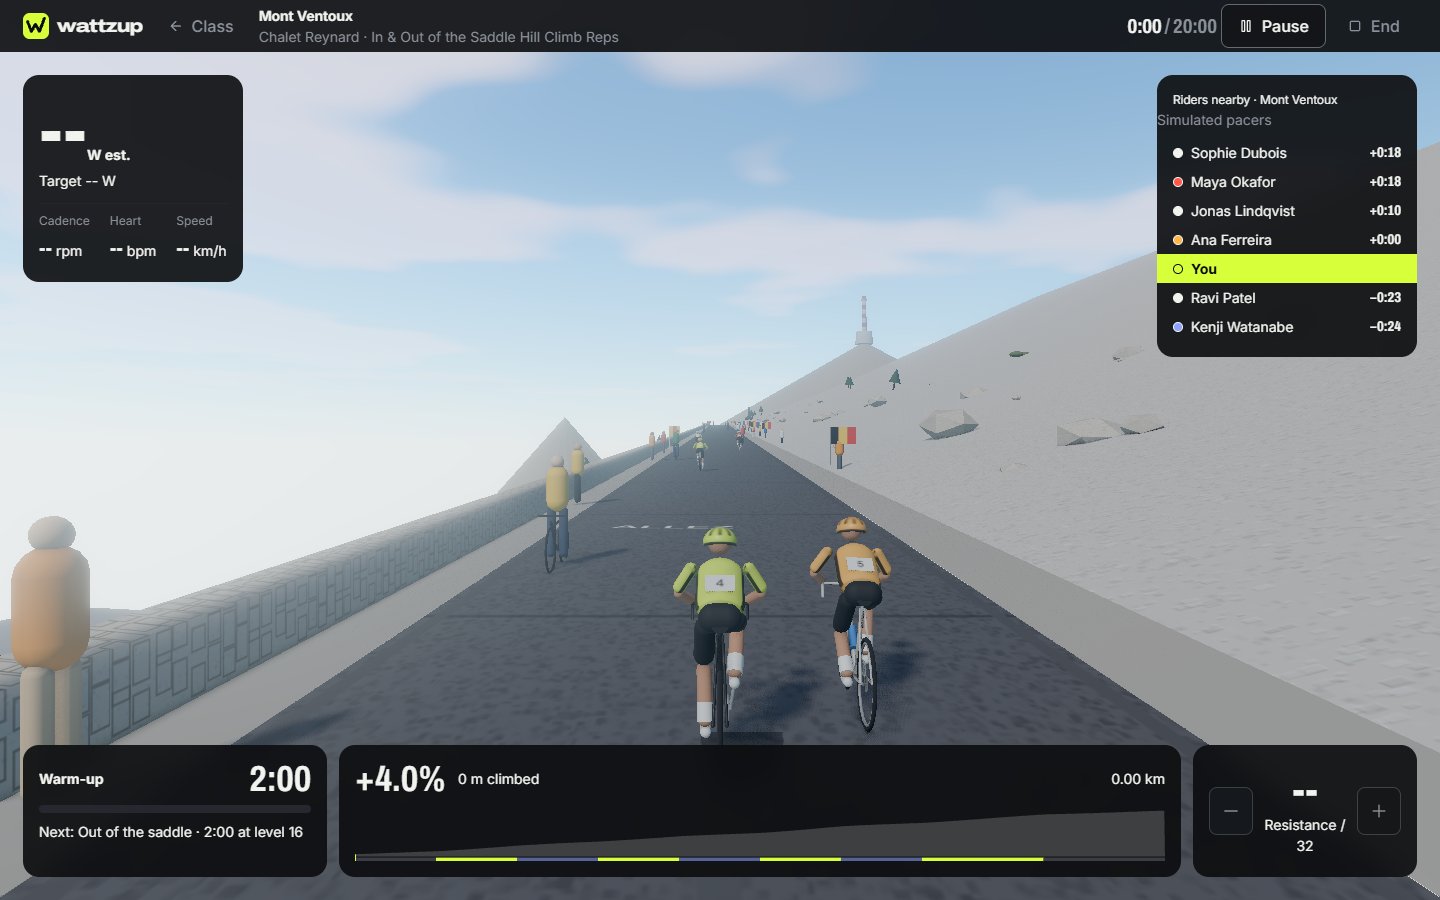 wattzup
Class
Mont Ventoux
Chalet Reynard · In & Out of the Saddle Hill Climb Reps
0:00 / 20:00
Pause
End
--
W est.
Target -- W
Cadence Heart Speed
-- rpm -- bpm -- km/h
Riders nearby · Mont Ventoux
Simulated pacers
Sophie Dubois +0:18
Maya Okafor +0:18
Jonas Lindqvist +0:10
Ana Ferreira +0:00
You
Ravi Patel −0:23
Kenji Watanabe −0:24
4
5
Warm-up 2:00
Next: Out of the saddle · 2:00 at level 16
+4.0% 0 m climbed 0.00 km
--
Resistance /
32